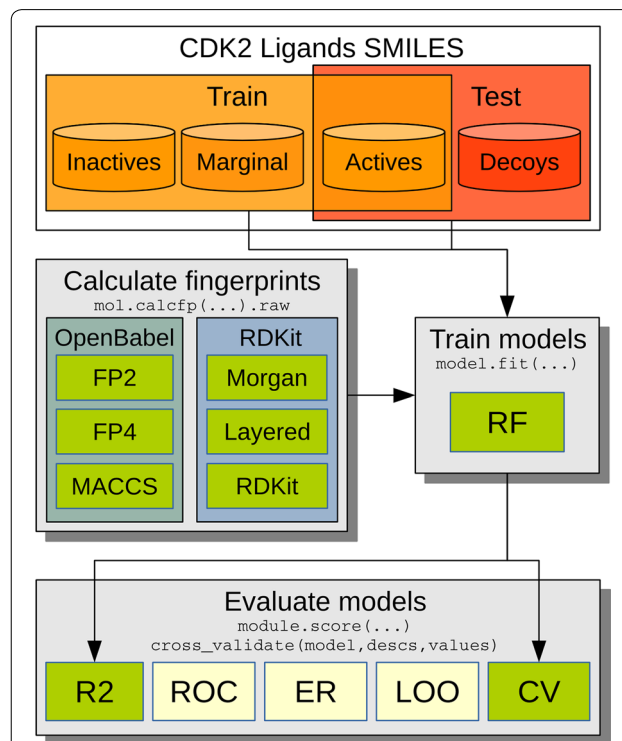 CDK2 Ligands SMILES
Train
Test
Inactives
Marginal
Actives
Decoys
Calculate fingerprints
mol.calcfp(...).raw
OpenBabel
FP2
FP4
MACCS
RDKit
Morgan
Layered
RDKit
Train models
model.fit(...)
RF
Evaluate models
module.score(...)
cross_validate(model,descs,values)
R2
ROC
ER
LOO
CV